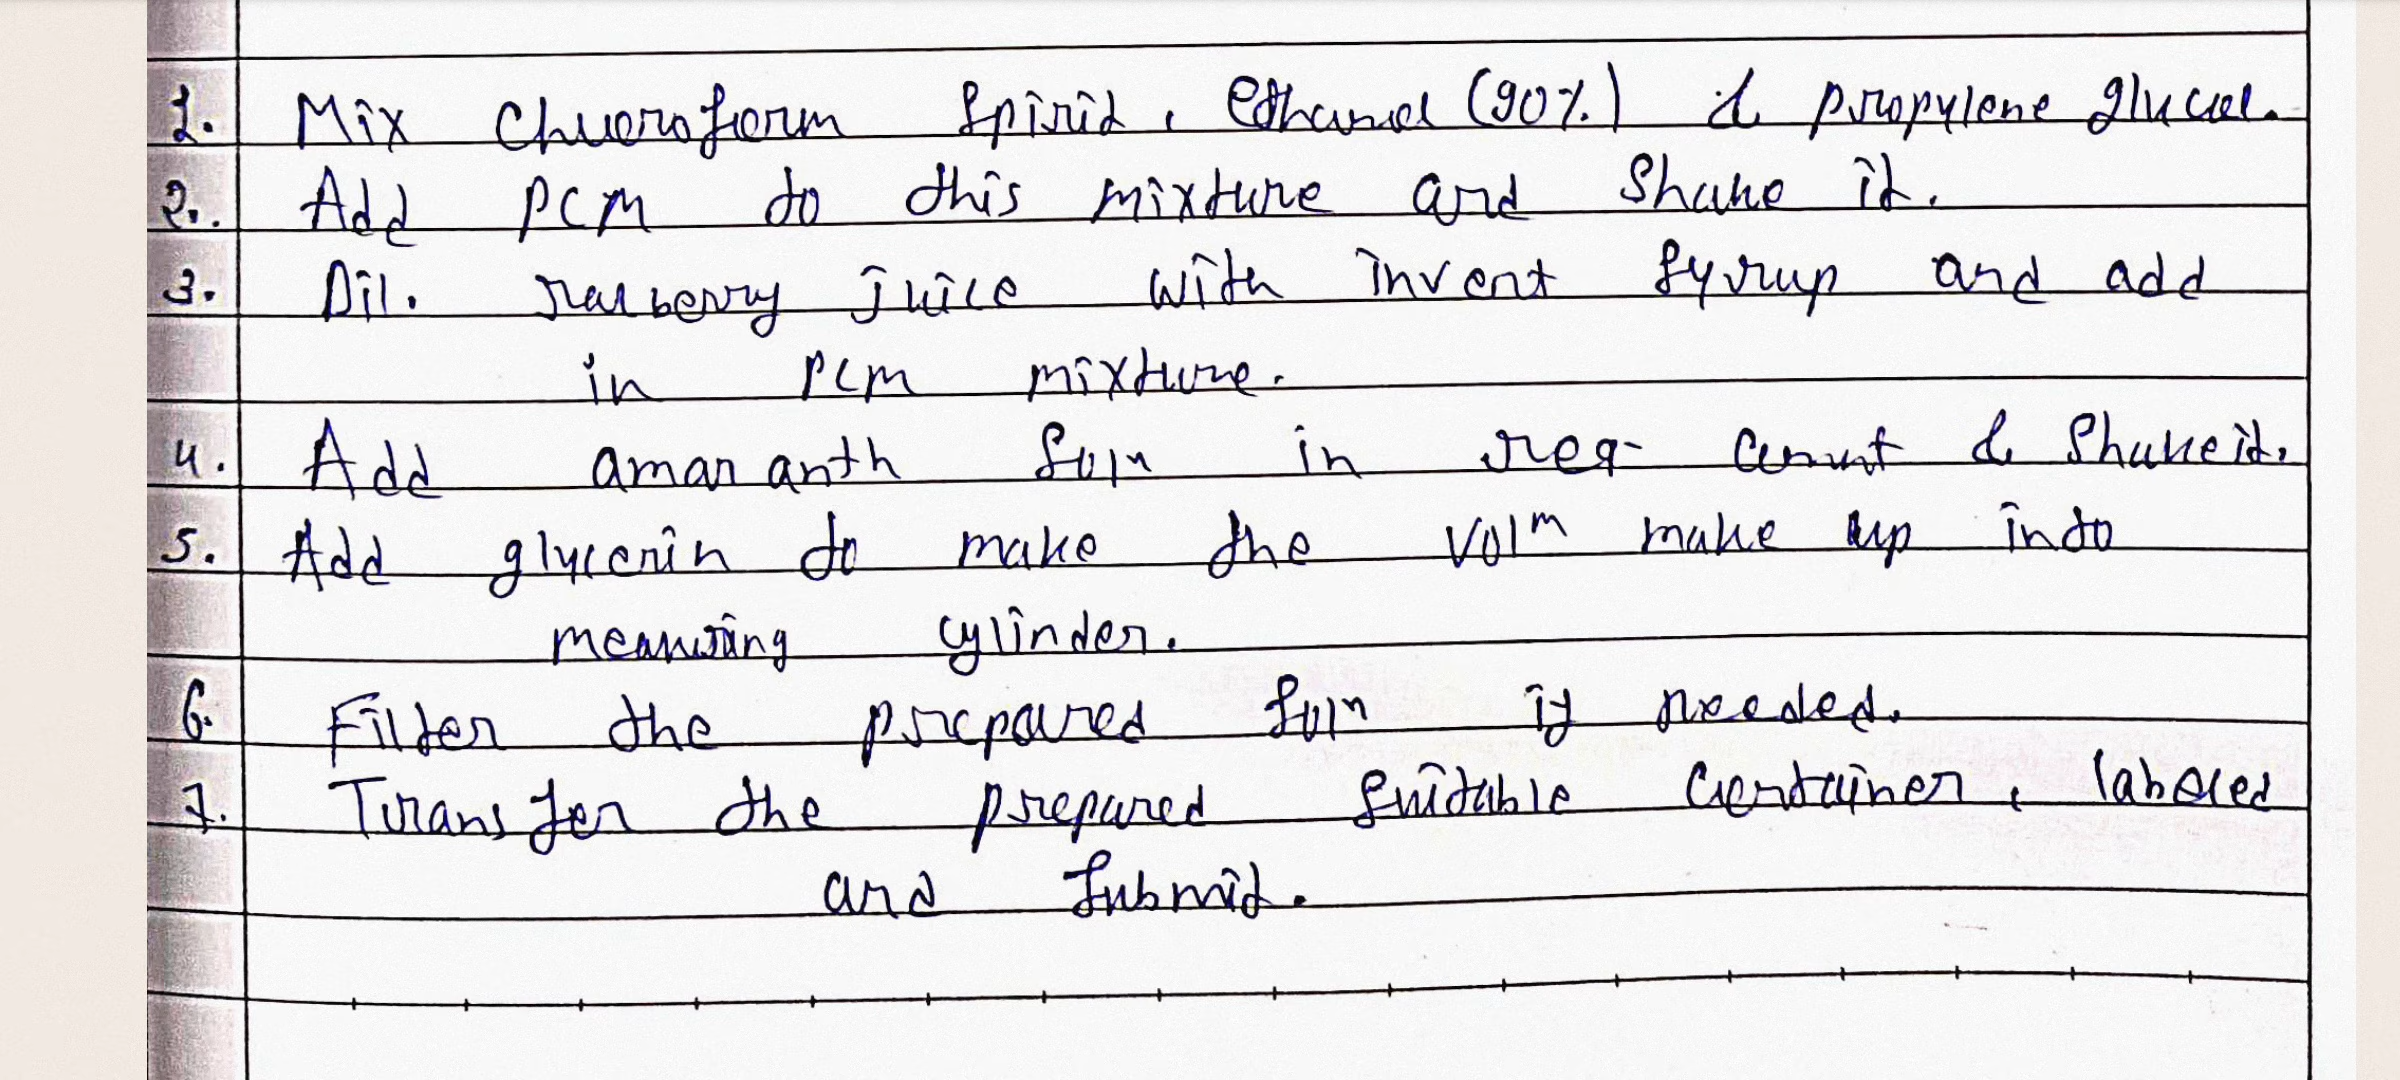 1. Mix Chloroform Spirit, Ethanol (90%) & propylene glycol.
2. Add PCM to this mixture and Shake it.
3. Dil. rasberry juice with invert Syrup and add
in PCM mixture.
4. Add amaranth Solⁿ in req. amunt & Shake it.
5. Add glycerin to make the Volᵐ make up into
measuring cylinder.
6. Filter the prepared Solⁿ if needed.
7. Transfer the prepared Suitable Container, labeled
and Submit.